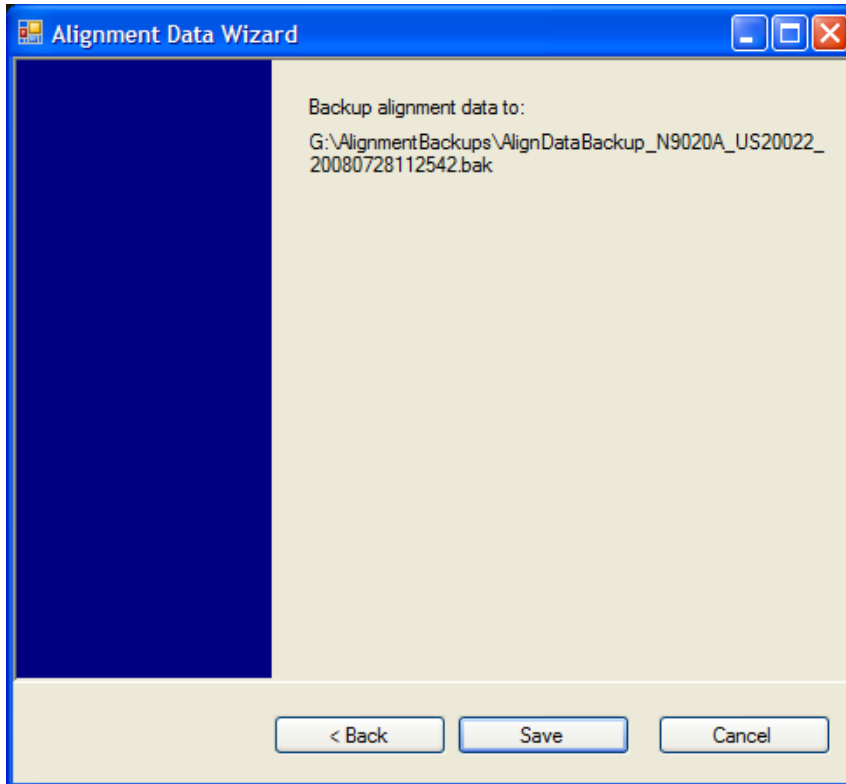 Alignment Data Wizard
Backup alignment data to:
G:\AlignmentBackups\AlignDataBackup_N9020A_US20022_
20080728112542.bak
< Back
Save
Cancel